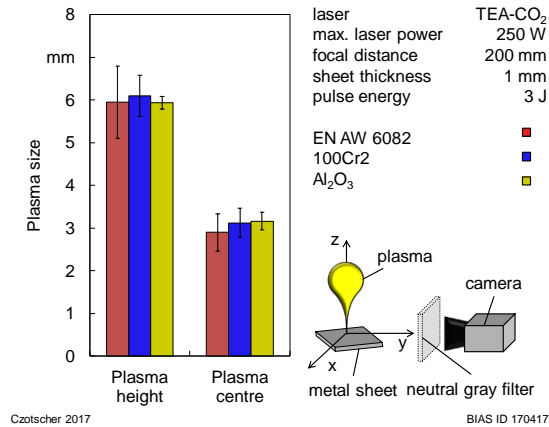 8
mm
6
5
4
3
2
1
0
Plasma size
Plasma height
Plasma centre
laser TEA-CO₂
max. laser power 250 W
focal distance 200 mm
sheet thickness 1 mm
pulse energy 3 J
EN AW 6082
100Cr2
Al₂O₃
z
plasma
camera
y
x
metal sheet
neutral gray filter
Czotscher 2017
BIAS ID 170417